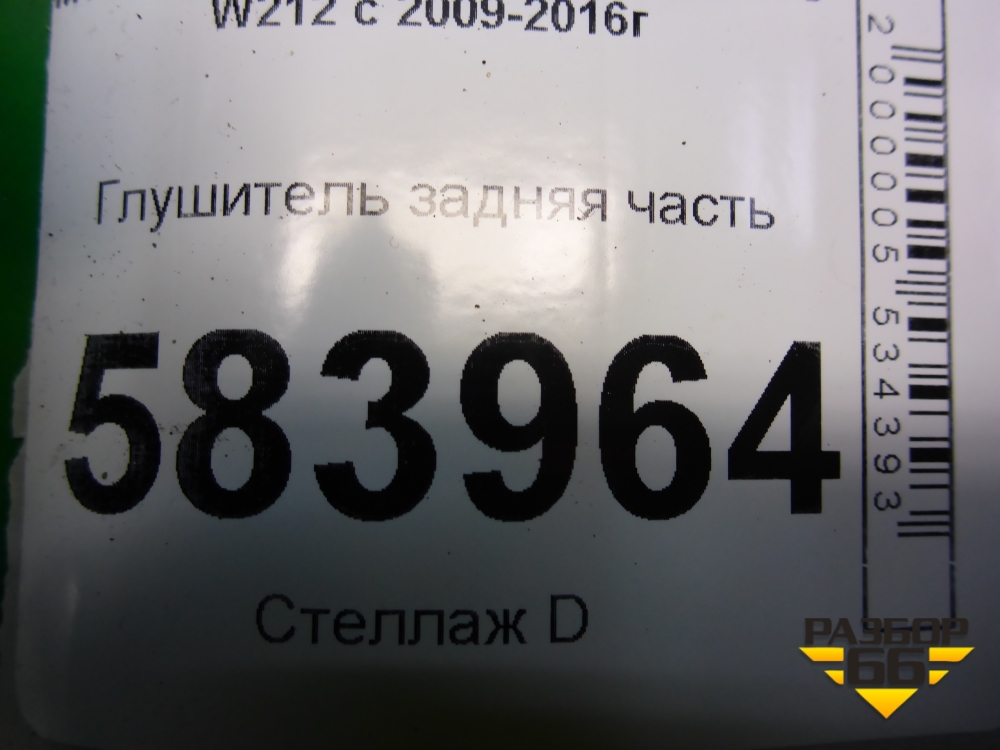 W212 с 2009-2016г
Глушитель задняя часть
583964
Стеллаж D
2000005534393
РАЗБОР
66